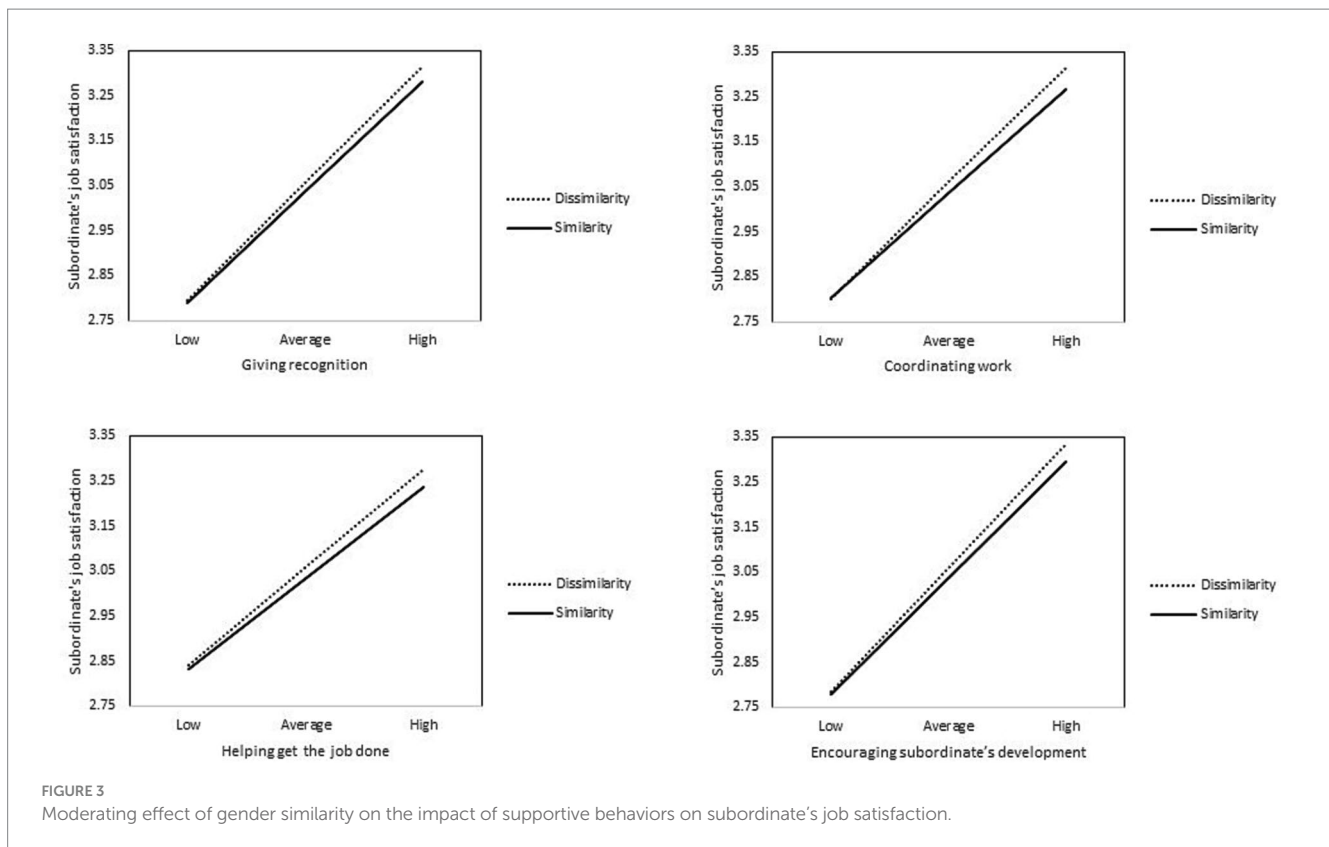 3.35
3.25
3.15
3.05
2.95
2.85
2.75
Subordinate's job satisfaction
Low Average High
Giving recognition
Dissimilarity
Similarity
3.35
3.25
3.15
3.05
2.95
2.85
2.75
Subordinate's job satisfaction
Low Average High
Coordinating work
Dissimilarity
Similarity
3.35
3.25
3.15
3.05
2.95
2.85
2.75
Subordinate's job satisfaction
Low Average High
Helping get the job done
Dissimilarity
Similarity
3.35
3.25
3.15
3.05
2.95
2.85
2.75
Subordinate's job satisfaction
Low Average High
Encouraging subordinate's development
Dissimilarity
Similarity
FIGURE 3
Moderating effect of gender similarity on the impact of supportive behaviors on subordinate's job satisfaction.